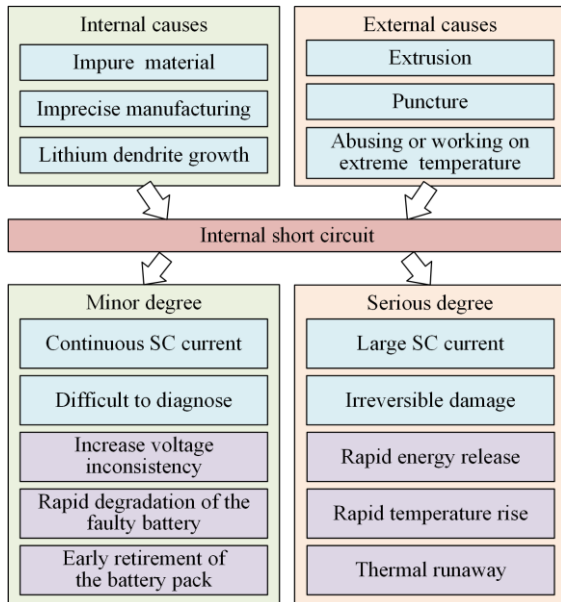 Internal causes
Impure material
Imprecise manufacturing
Lithium dendrite growth
External causes
Extrusion
Puncture
Abusing or working on
extreme temperature
Internal short circuit
Minor degree
Continuous SC current
Difficult to diagnose
Increase voltage
inconsistency
Rapid degradation of the
faulty battery
Early retirement of
the battery pack
Serious degree
Large SC current
Irreversible damage
Rapid energy release
Rapid temperature rise
Thermal runaway